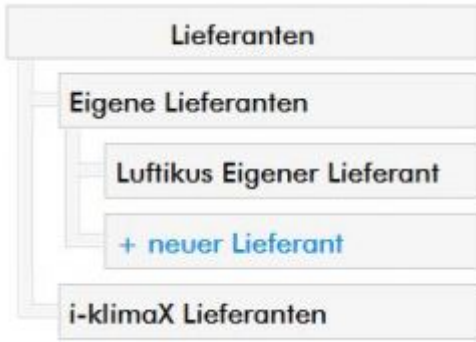 Lieferanten
Eigene Lieferanten
Luftikus Eigener Lieferant
+ neuer Lieferant
i-klimaX Lieferanten